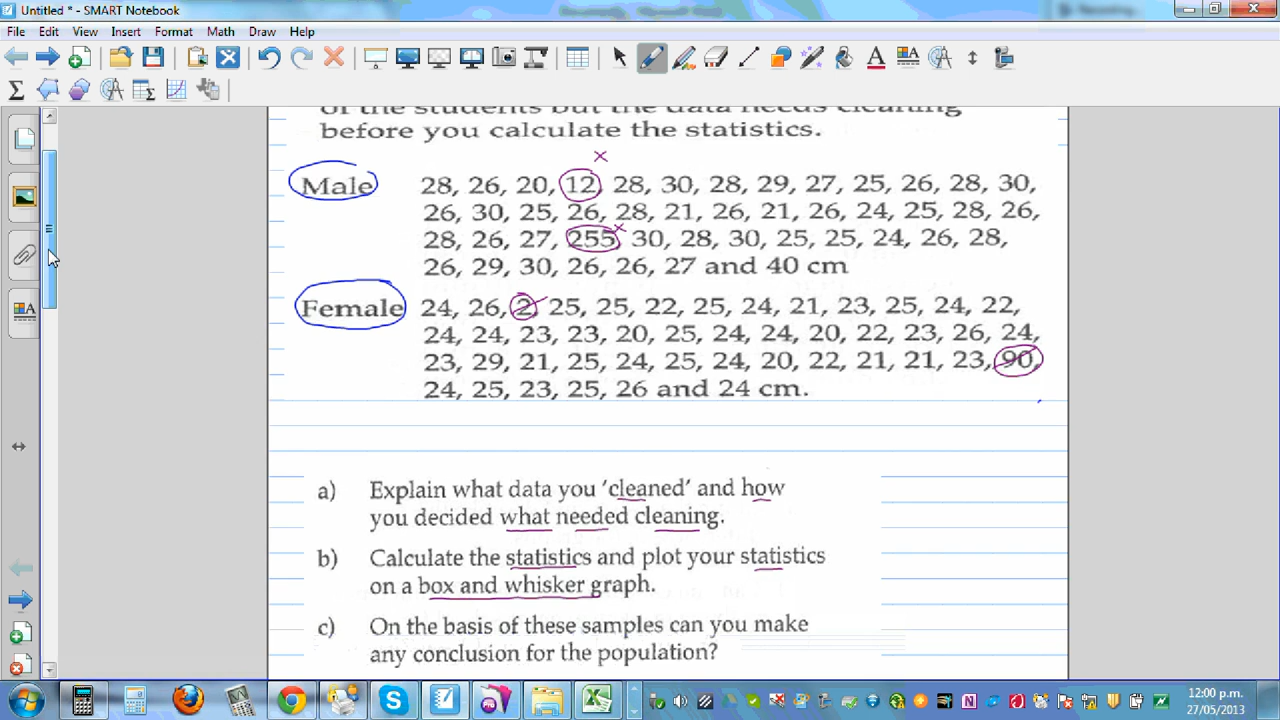 Untitled * - SMART Notebook
File Edit View Insert Format Math Draw Help
of the students but the data needs cleaning
before you calculate the statistics.
Male 28, 26, 20, 12, 28, 30, 28, 29, 27, 25, 26, 28, 30,
26, 30, 25, 26, 28, 21, 26, 21, 26, 24, 25, 28, 26,
28, 26, 27, 255, 30, 28, 30, 25, 25, 24, 26, 28,
26, 29, 30, 26, 26, 27 and 40 cm
Female 24, 26, 2, 25, 25, 22, 25, 24, 21, 23, 25, 24, 22,
24, 24, 23, 23, 20, 25, 24, 24, 20, 22, 23, 26, 24,
23, 29, 21, 25, 24, 25, 24, 20, 22, 21, 21, 23, 90,
24, 25, 23, 25, 26 and 24 cm.
a) Explain what data you 'cleaned' and how
you decided what needed cleaning.
b) Calculate the statistics and plot your statistics
on a box and whisker graph.
c) On the basis of these samples can you make
any conclusion for the population?
12:00 p.m.
27/05/2013